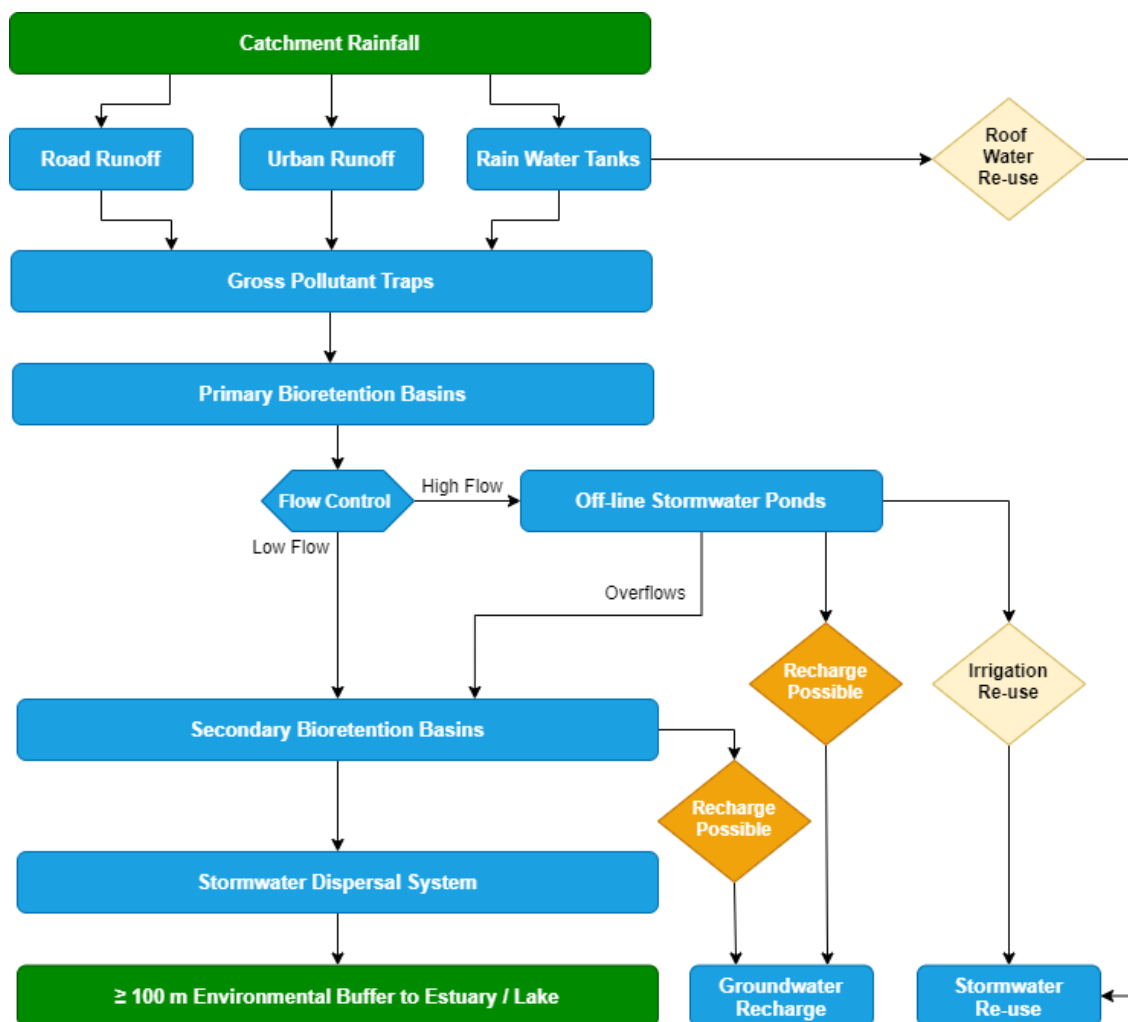 Catchment Rainfall
Road Runoff
Urban Runoff
Rain Water Tanks
Roof
Water
Re-use
Gross Pollutant Traps
Primary Bioretention Basins
Flow Control
High Flow
Off-line Stormwater Ponds
Low Flow
Overflows
Recharge
Possible
Irrigation
Re-use
Secondary Bioretention Basins
Recharge
Possible
Stormwater Dispersal System
≥ 100 m Environmental Buffer to Estuary / Lake
Groundwater
Recharge
Stormwater
Re-use